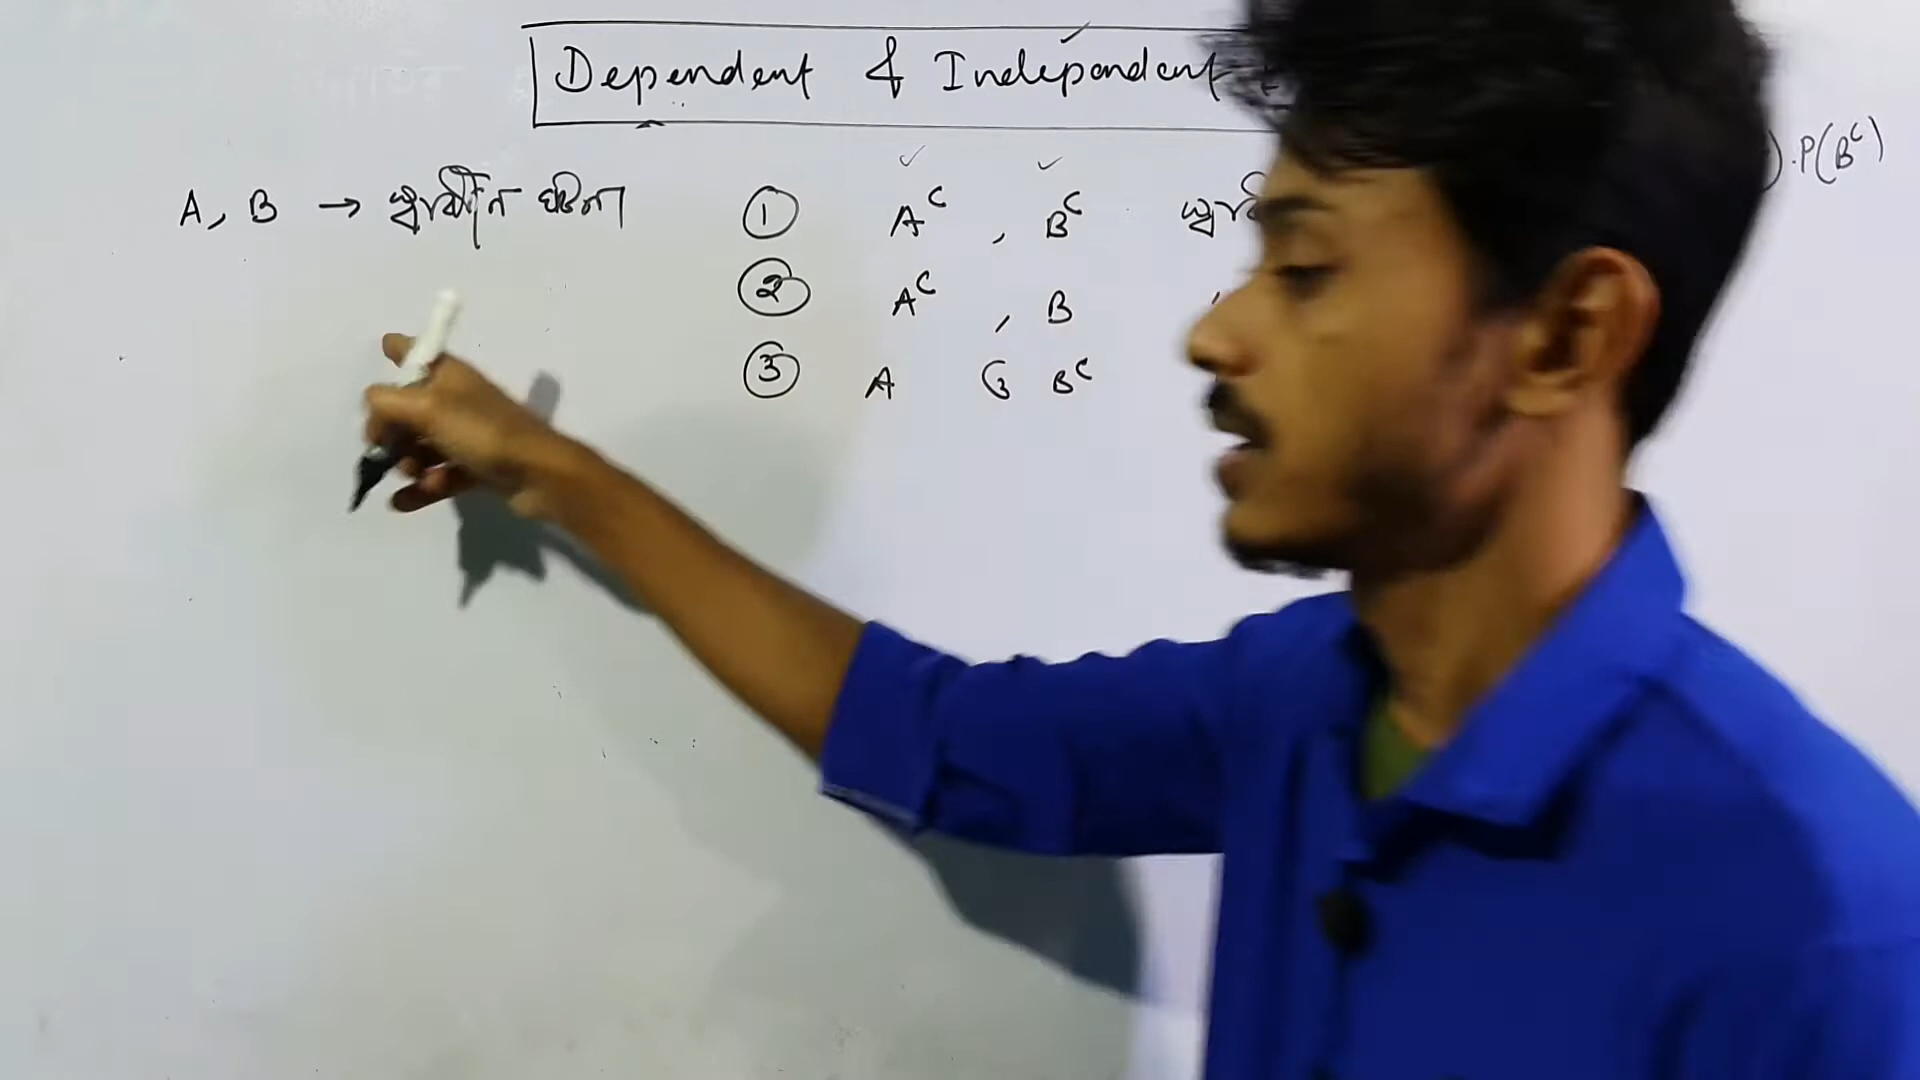 Dependent & Independent
A, B → স্বাধীন ঘটনা
① Aᶜ , Bᶜ
) . P(Bᶜ)
② Aᶜ , B
③ A ও Bᶜ